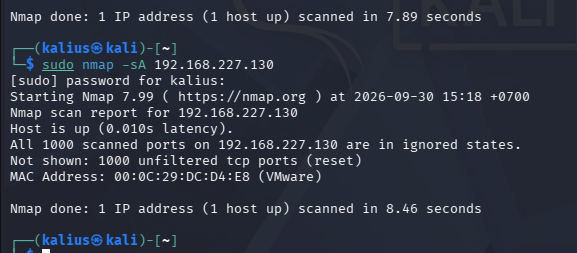 KALI
Nmap done: 1 IP address (1 host up) scanned in 7.89 seconds
┌──(kalius㉿kali)-[~]
└─$ sudo nmap -sA 192.168.227.130
[sudo] password for kalius:
Starting Nmap 7.99 ( https://nmap.org ) at 2026-09-30 15:18 +0700
Nmap scan report for 192.168.227.130
Host is up (0.010s latency).
All 1000 scanned ports on 192.168.227.130 are in ignored states.
Not shown: 1000 unfiltered tcp ports (reset)
MAC Address: 00:0C:29:DC:D4:E8 (VMware)
Nmap done: 1 IP address (1 host up) scanned in 8.46 seconds
┌──(kalius㉿kali)-[~]
└─$